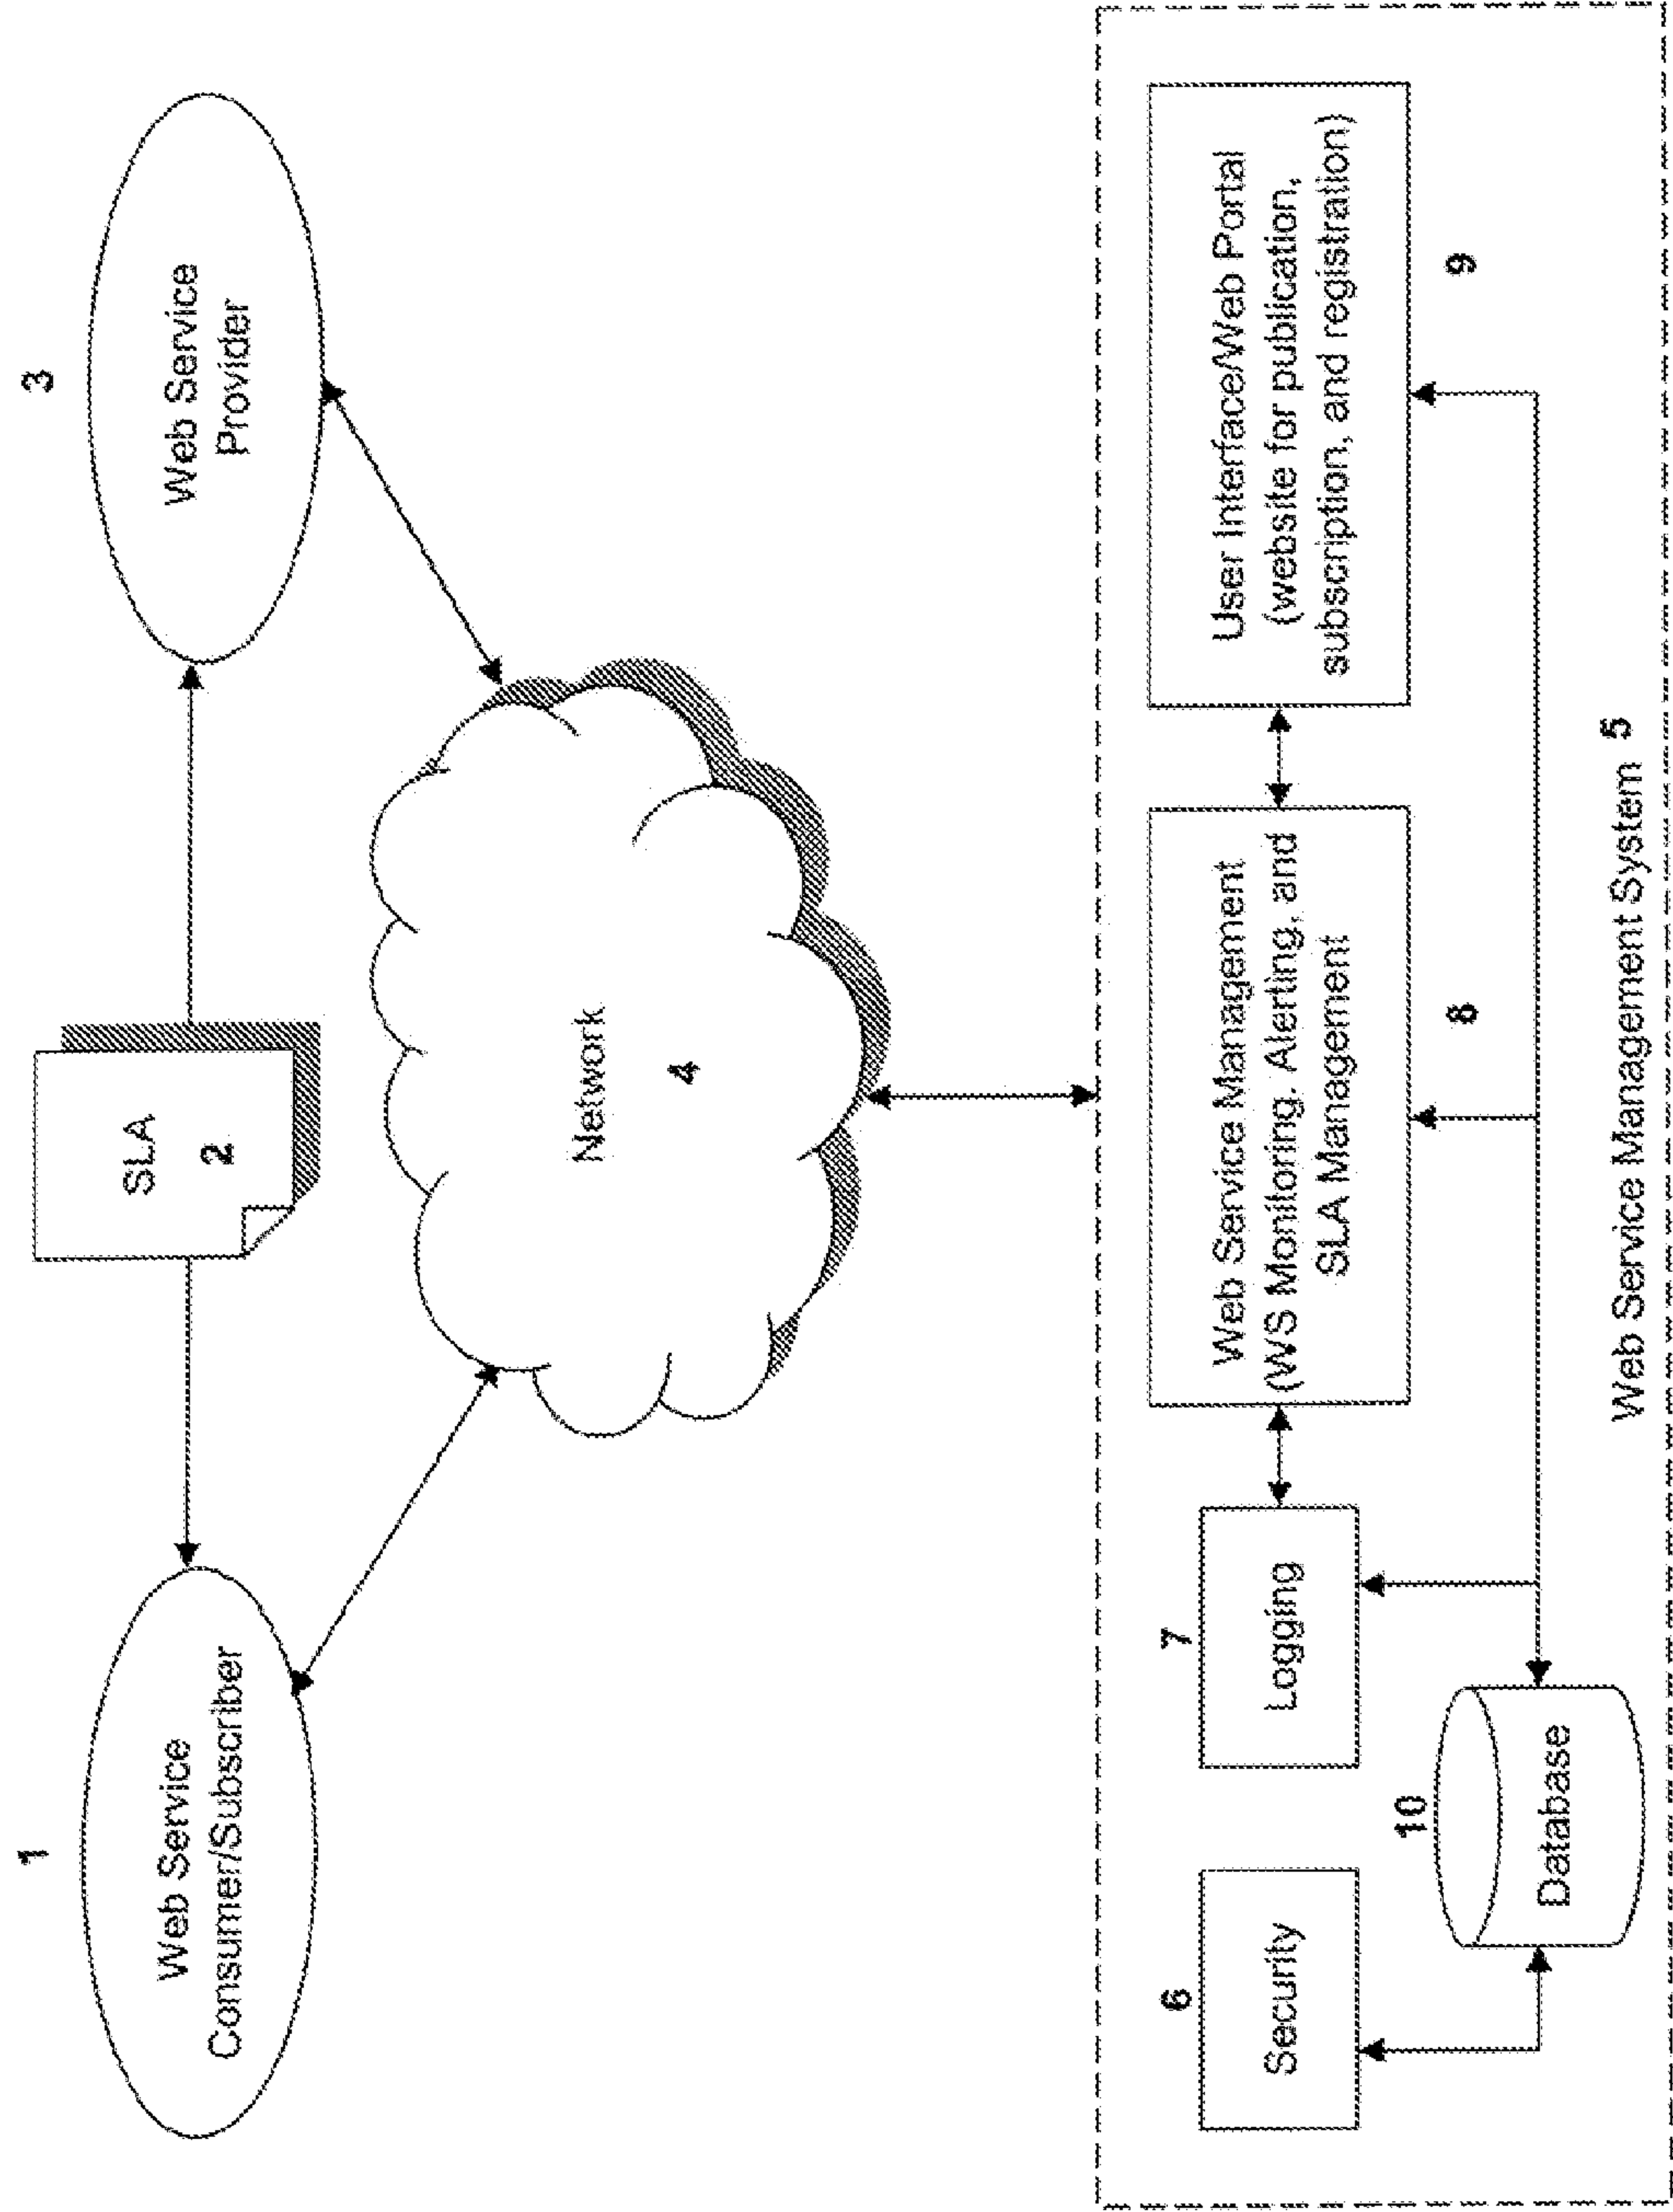 1
Web Service
Consumer/Subscriber
SLA
2
3
Web Service
Provider
Network
4
6
Security
7
Logging
Web Service Management
(WS Monitoring, Alerting, and
SLA Management
8
User Interface/Web Portal
(website for publication,
subscription, and registration)
9
10
Database
Web Service Management System 5